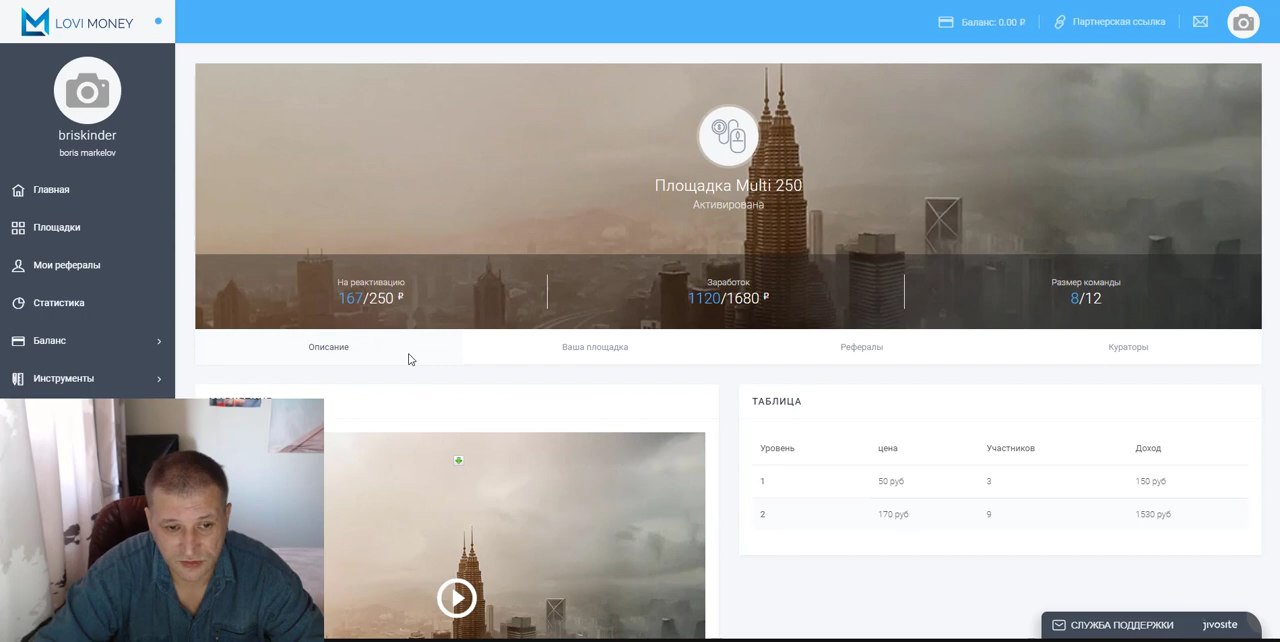 LOVI MONEY
Баланс: 0.00 ₽
Партнерская ссылка
briskinder
boris markelov
Главная
Площадки
Мои рефералы
Статистика
Баланс
Инструменты
Площадка Multi 250
Активирована
На реактивацию
167/250 ₽
Заработок
1120/1680 ₽
Размер команды
8/12
Описание
Ваша площадка
Рефералы
Кураторы
ТАБЛИЦА
Уровень цена Участников Доход
1 50 руб 3 150 руб
2 170 руб 9 1530 руб
СЛУЖБА ПОДДЕРЖКИ
jivosite